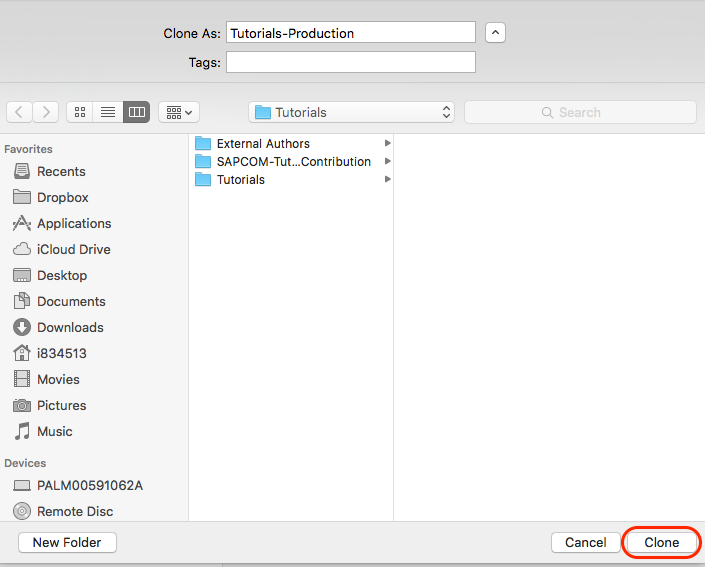 Clone As: Tutorials-Production
Tags:
Tutorials
Search
Favorites
Recents
Dropbox
Applications
iCloud Drive
Desktop
Documents
Downloads
i834513
Movies
Pictures
Music
Devices
PALM00591062A
Remote Disc
External Authors
SAPCOM-Tut...Contribution
Tutorials
New Folder
Cancel
Clone